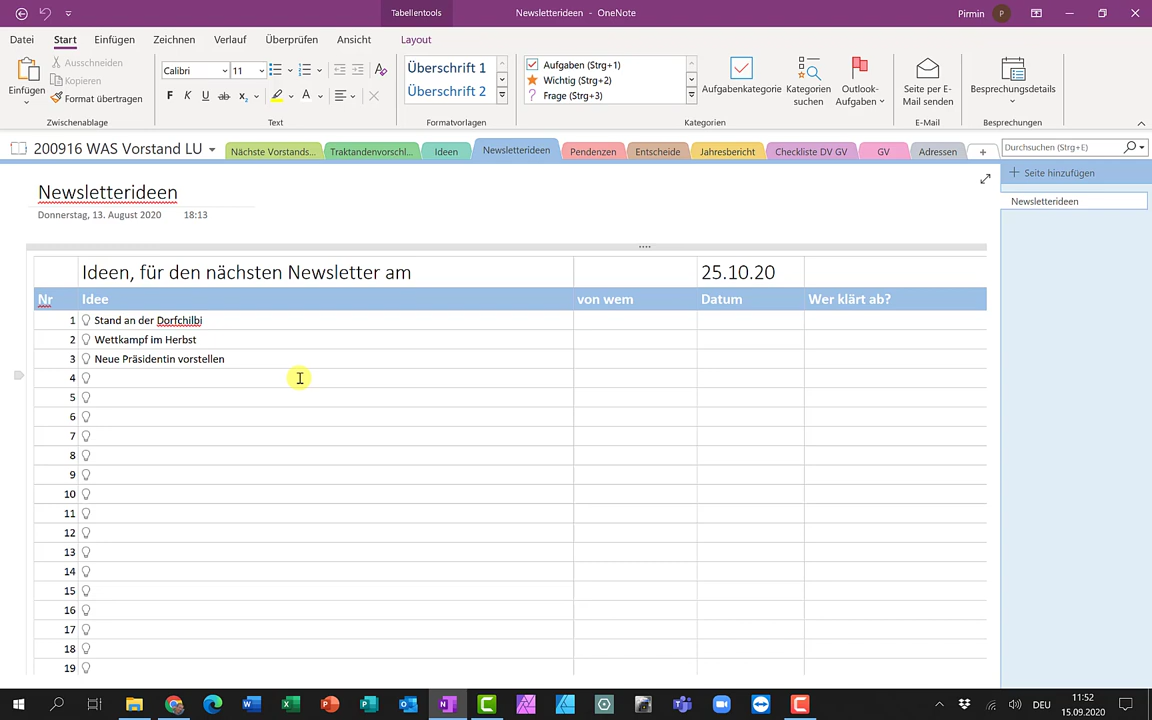 Tabellentools
Newsletterideen - OneNote
Pirmin P
Datei Start Einfügen Zeichnen Verlauf Überprüfen Ansicht Layout
Einfügen
Ausschneiden
Kopieren
Format übertragen
Zwischenablage
Calibri 11
F K U ab x₂ A
Text
Überschrift 1
Überschrift 2
Formatvorlagen
Aufgaben (Strg+1)
Wichtig (Strg+2)
? Frage (Strg+3)
Aufgabenkategorie
Kategorien
suchen
Outlook-
Aufgaben
Kategorien
Seite per E-
Mail senden
E-Mail
Besprechungsdetails
Besprechungen
200916 WAS Vorstand LU
Nächste Vorstands...
Traktandenvorschl...
Ideen
Newsletterideen
Pendenzen
Entscheide
Jahresbericht
Checkliste DV GV
GV
Adressen
+
Durchsuchen (Strg+E)
Seite hinzufügen
Newsletterideen
Newsletterideen
Donnerstag, 13. August 2020 18:13
Ideen, für den nächsten Newsletter am 25.10.20
Nr Idee von wem Datum Wer klärt ab?
1 Stand an der Dorfchilbi
2 Wettkampf im Herbst
3 Neue Präsidentin vorstellen
4
5
6
7
8
9
10
11
12
13
14
15
16
17
18
19
DEU
11:52
15.09.2020